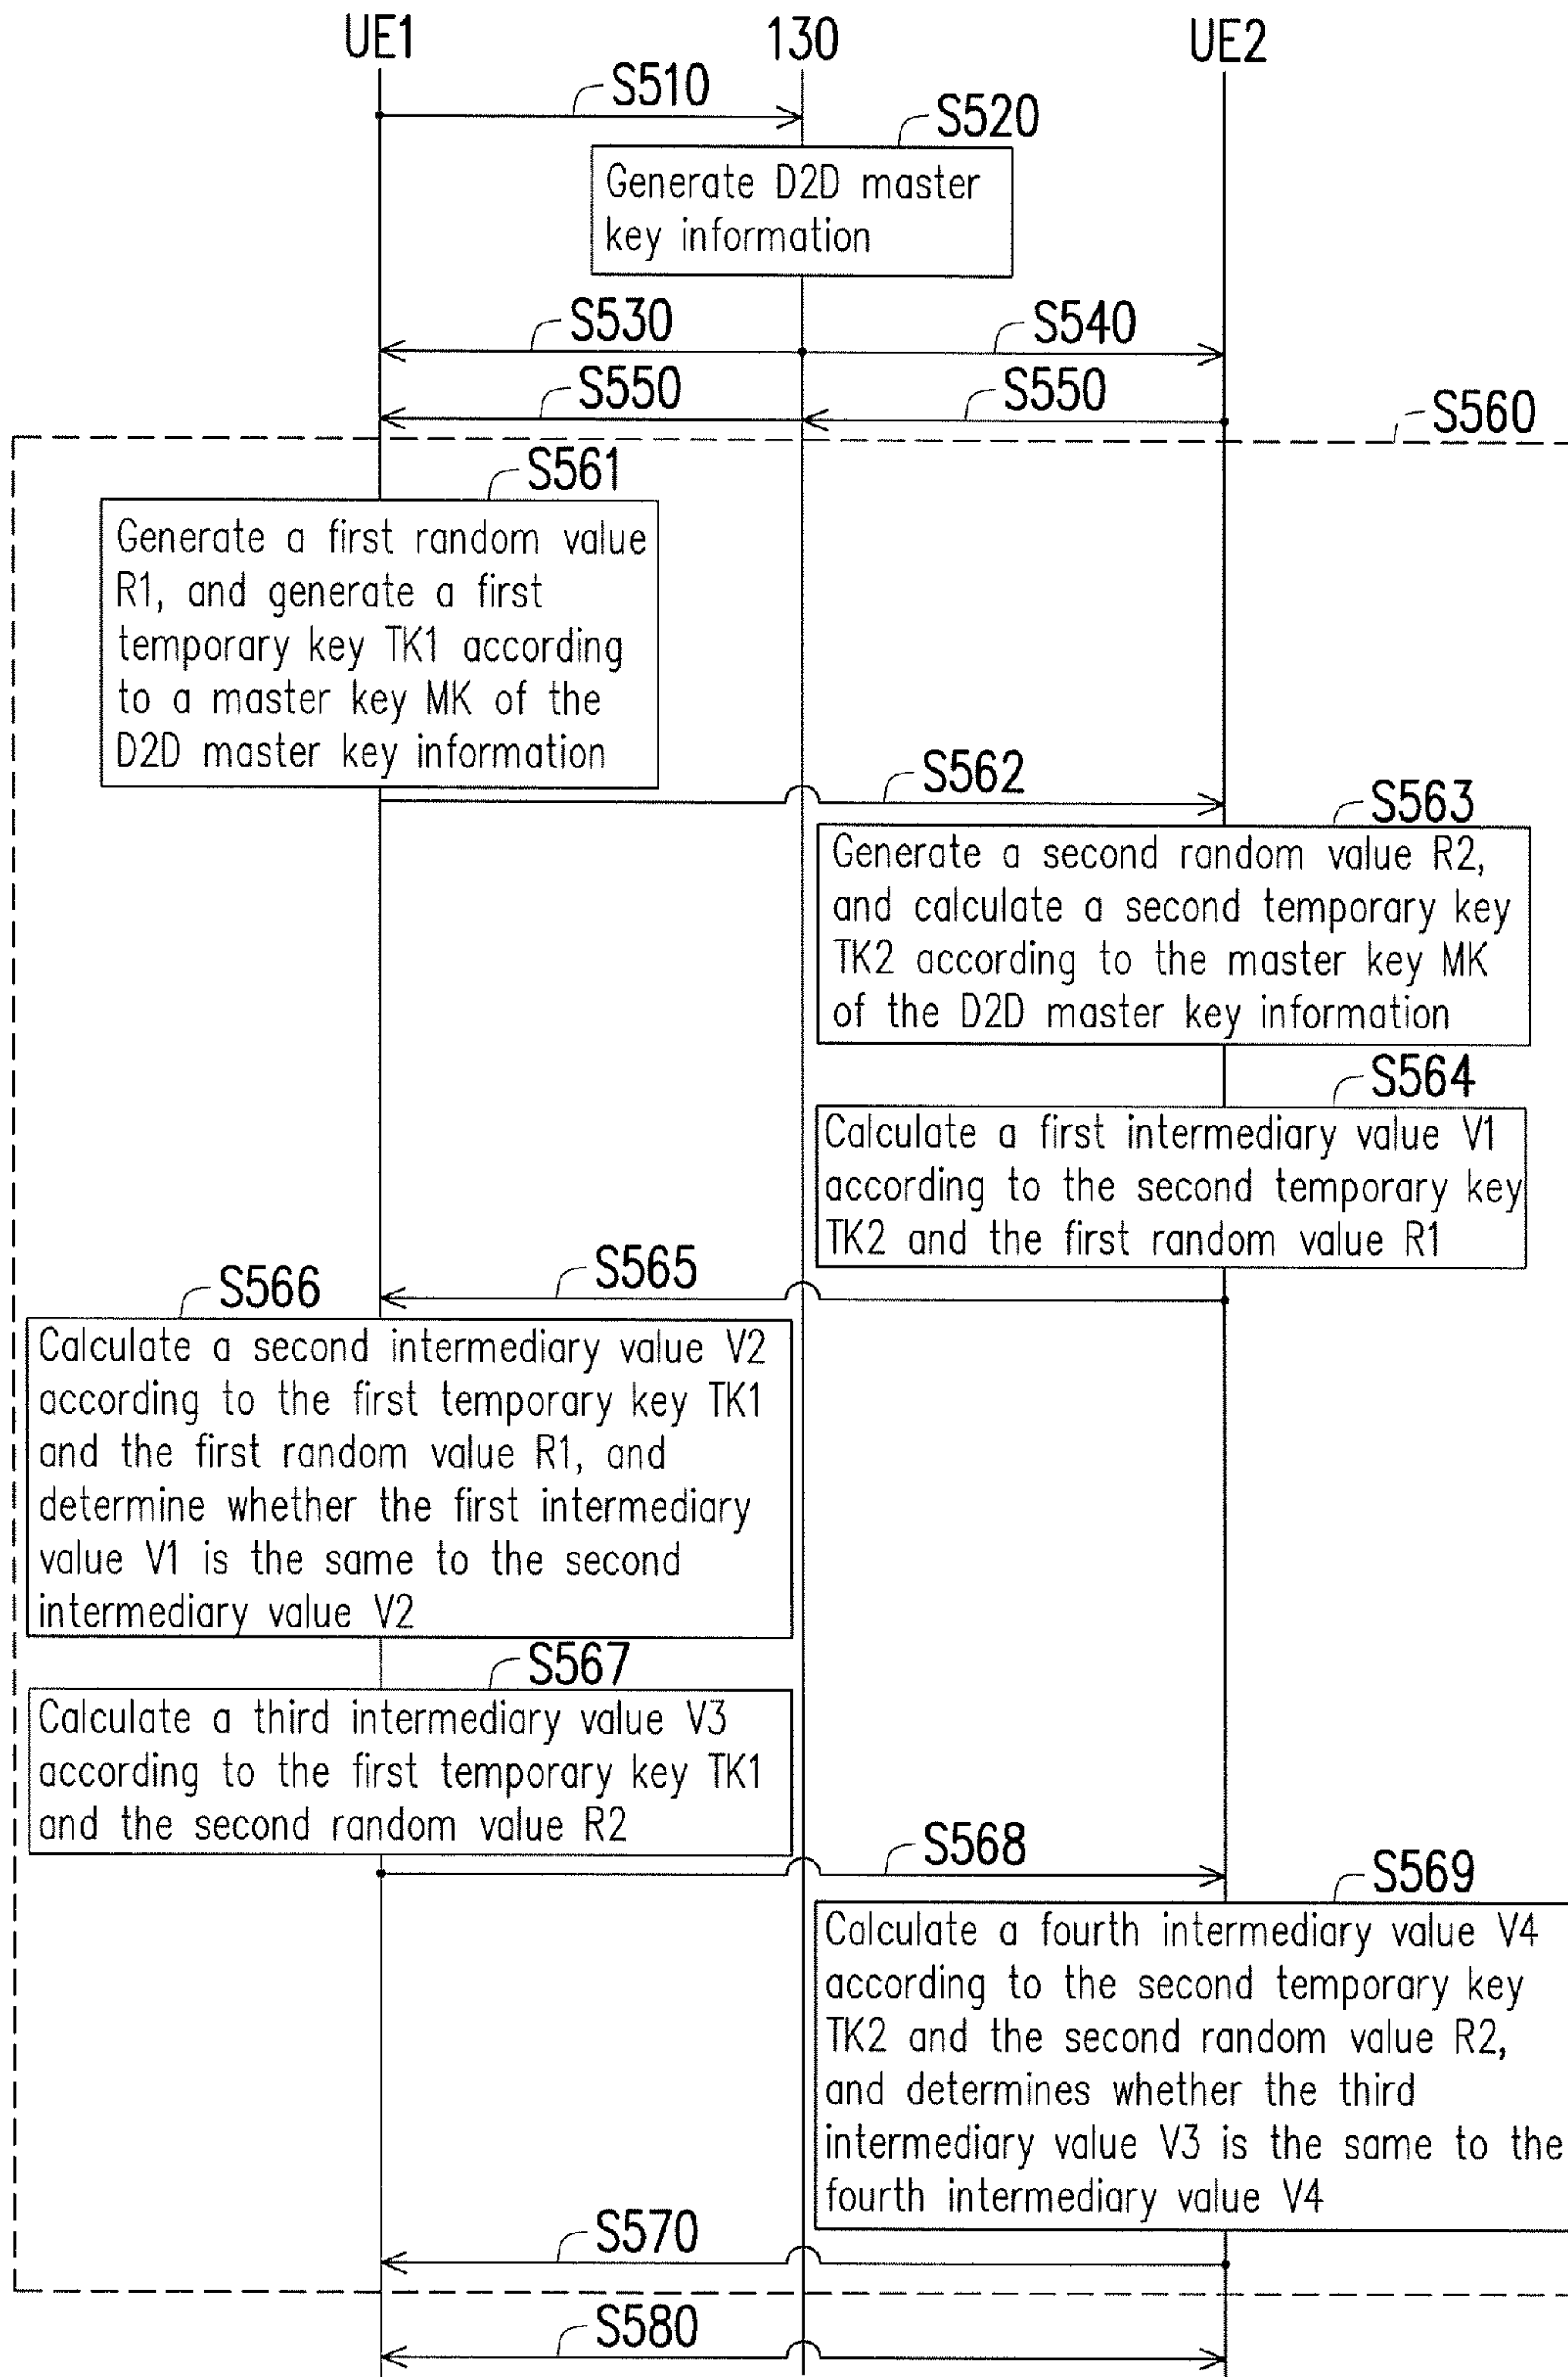 UE1
130
UE2
S510
S520
Generate D2D master
key information
S530
S540
S550
S550
S560
S561
Generate a first random value
R1, and generate a first
temporary key TK1 according
to a master key MK of the
D2D master key information
S562
S563
Generate a second random value R2,
and calculate a second temporary key
TK2 according to the master key MK
of the D2D master key information
S564
Calculate a first intermediary value V1
according to the second temporary key
TK2 and the first random value R1
S565
S566
Calculate a second intermediary value V2
according to the first temporary key TK1
and the first random value R1, and
determine whether the first intermediary
value V1 is the same to the second
intermediary value V2
S567
Calculate a third intermediary value V3
according to the first temporary key TK1
and the second random value R2
S568
S569
Calculate a fourth intermediary value V4
according to the second temporary key
TK2 and the second random value R2,
and determines whether the third
intermediary value V3 is the same to the
fourth intermediary value V4
S570
S580